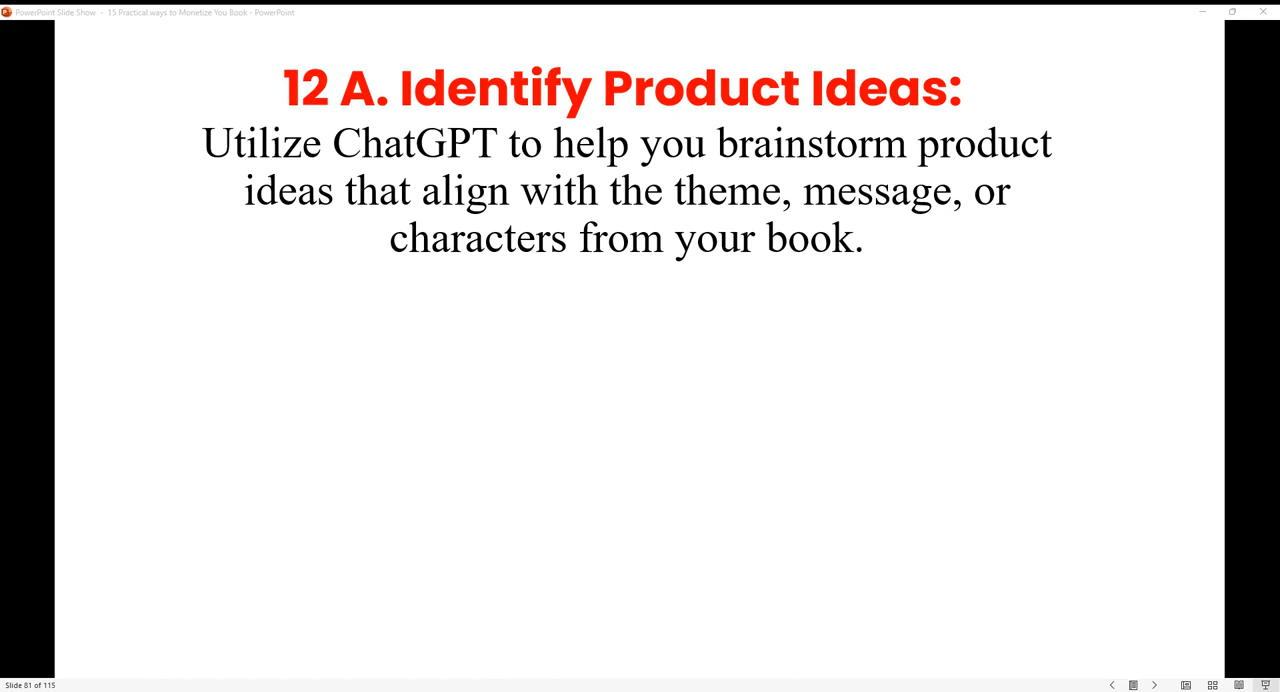 PowerPoint Slide Show - 15 Practical ways to Monetize You Book - PowerPoint
12 A. Identify Product Ideas:
Utilize ChatGPT to help you brainstorm product
ideas that align with the theme, message, or
characters from your book.
Slide 81 of 115